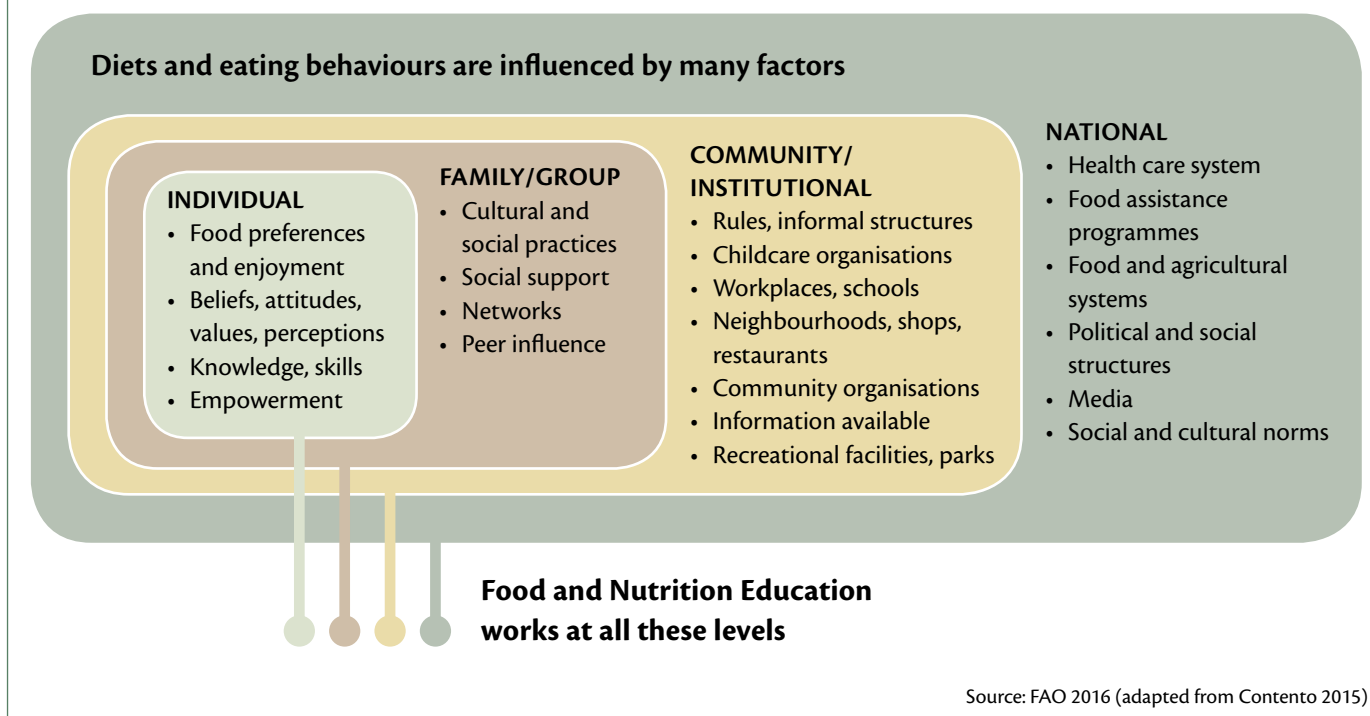 Diets and eating behaviours are influenced by many factors
INDIVIDUAL
• Food preferences
and enjoyment
• Beliefs, attitudes,
values, perceptions
• Knowledge, skills
• Empowerment
FAMILY/GROUP
• Cultural and
social practices
• Social support
• Networks
• Peer influence
COMMUNITY/
INSTITUTIONAL
• Rules, informal structures
• Childcare organisations
• Workplaces, schools
• Neighbourhoods, shops,
restaurants
• Community organisations
• Information available
• Recreational facilities, parks
NATIONAL
• Health care system
• Food assistance
programmes
• Food and agricultural
systems
• Political and social
structures
• Media
• Social and cultural norms
Food and Nutrition Education
works at all these levels
Source: FAO 2016 (adapted from Contento 2015)